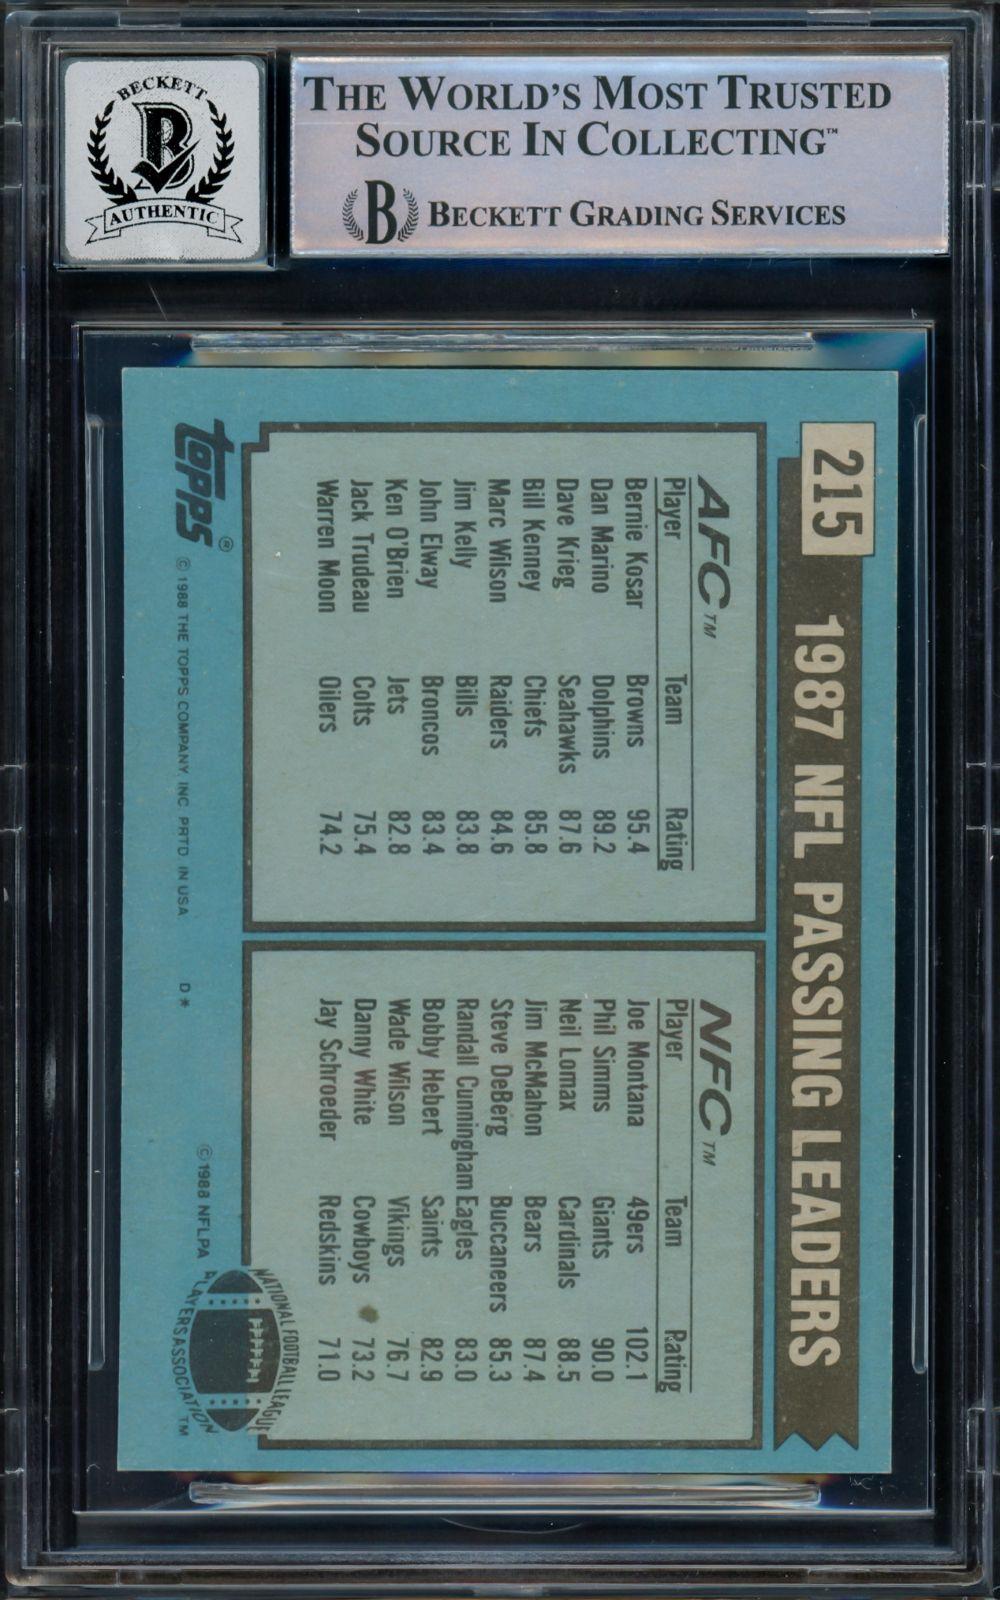 BECKETT
B
AUTHENTIC
THE WORLD'S MOST TRUSTED
SOURCE IN COLLECTING™
B BECKETT GRADING SERVICES
215 1987 NFL PASSING LEADERS
AFC™
Player Team Rating
Bernie Kosar Browns 95.4
Dan Marino Dolphins 89.2
Dave Krieg Seahawks 87.6
Bill Kenney Chiefs 85.8
Marc Wilson Raiders 84.6
Jim Kelly Bills 83.8
John Elway Broncos 83.4
Ken O'Brien Jets 82.8
Jack Trudeau Colts 75.4
Warren Moon Oilers 74.2
NFC™
Player Team Rating
Joe Montana 49ers 102.1
Phil Simms Giants 90.0
Neil Lomax Cardinals 88.5
Jim McMahon Bears 87.4
Steve DeBerg Buccaneers 85.3
Randall Cunningham Eagles 83.0
Bobby Hebert Saints 82.9
Wade Wilson Vikings 76.7
Danny White Cowboys 73.2
Jay Schroeder Redskins 71.0
topps® © 1988 THE TOPPS COMPANY, INC. PRTD. IN USA D*
© 1988 NFLPA
NATIONAL FOOTBALL LEAGUE
PLAYERS ASSOCIATION TM